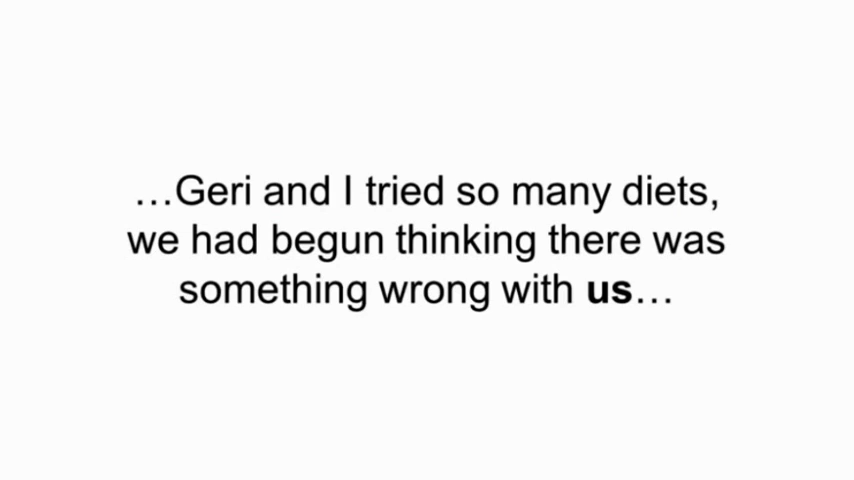 …Geri and I tried so many diets,
we had begun thinking there was
something wrong with us…